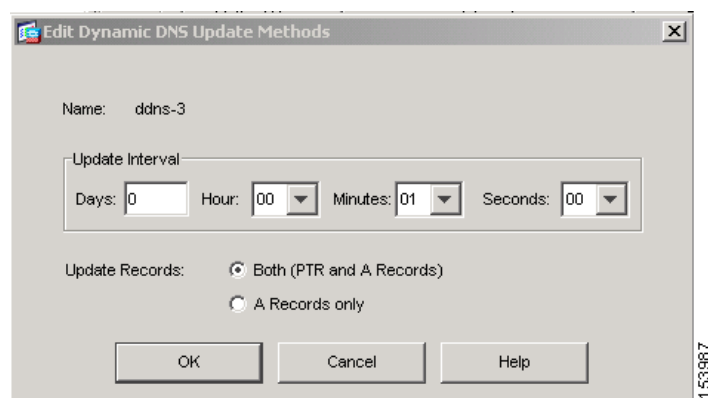 Edit Dynamic DNS Update Methods
Name: ddns-3
Update Interval
Days: 0 Hour: 00 Minutes: 01 Seconds: 00
Update Records: Both (PTR and A Records)
A Records only
OK Cancel Help
153987